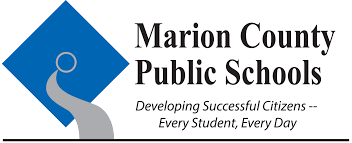 Marion County
Public Schools
Developing Successful Citizens --
Every Student, Every Day